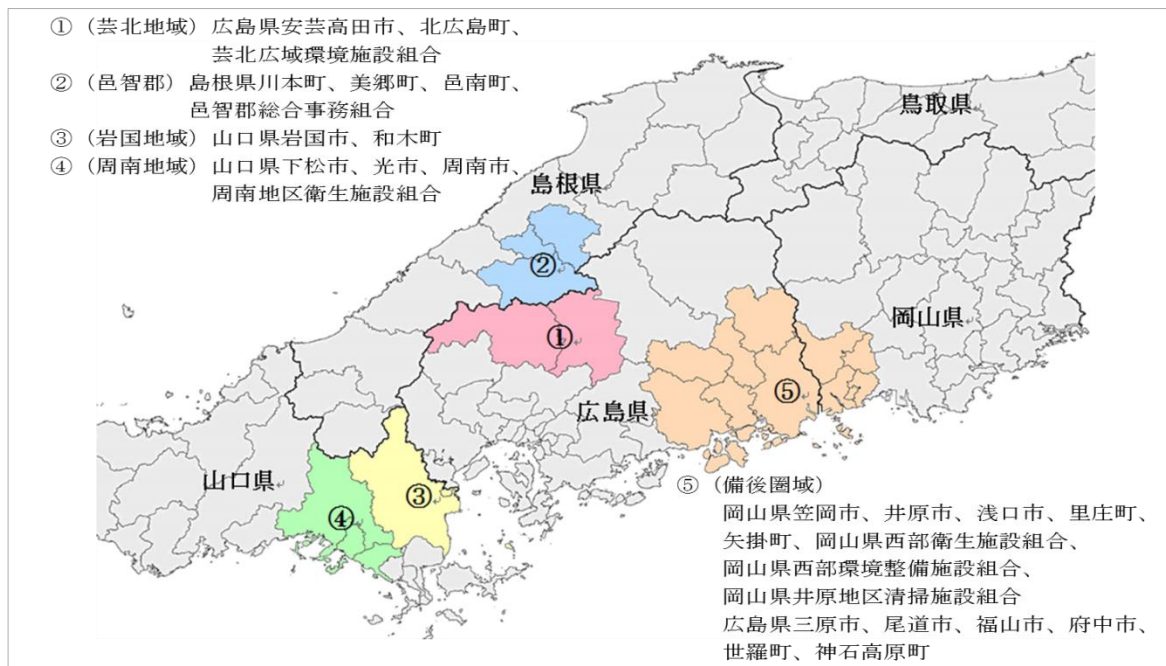 ① （芸北地域）広島県安芸高田市、北広島町、
芸北広域環境施設組合
② （邑智郡）島根県川本町、美郷町、邑南町、
邑智郡総合事務組合
③ （岩国地域）山口県岩国市、和木町
④ （周南地域）山口県下松市、光市、周南市、
周南地区衛生施設組合
鳥取県
島根県
②
岡山県
①
⑤
広島県
山口県
③
④
⑤ （備後圏域）
岡山県笠岡市、井原市、浅口市、里庄町、
矢掛町、岡山県西部衛生施設組合、
岡山県西部環境整備施設組合、
岡山県井原地区清掃施設組合
広島県三原市、尾道市、福山市、府中市、
世羅町、神石高原町